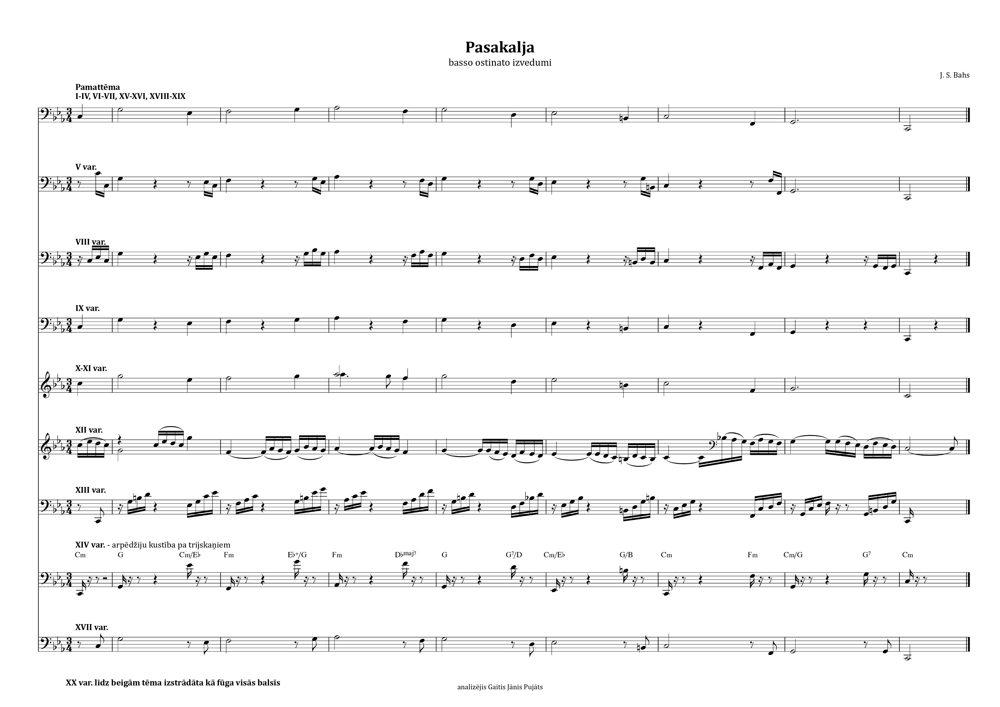 Pasakalja
basso ostinato izvedumi
J. S. Bahs
Pamattēma
I-IV, VI-VII, XV-XVI, XVIII-XIX
V var.
VIII var.
IX var.
X-XI var.
XII var.
XIII var.
XIV var. - arpēdžiju kustība pa trijskaņiem
Cm G Cm/E♭ Fm E♭+/G Fm D♭maj7 G G7/D Cm/E♭ G/B Cm Fm Cm/G G7 Cm
XVII var.
XX var. līdz beigām tēma izstrādāta kā fūga visās balsīs
analizējis Gaitis Jānis Pujāts